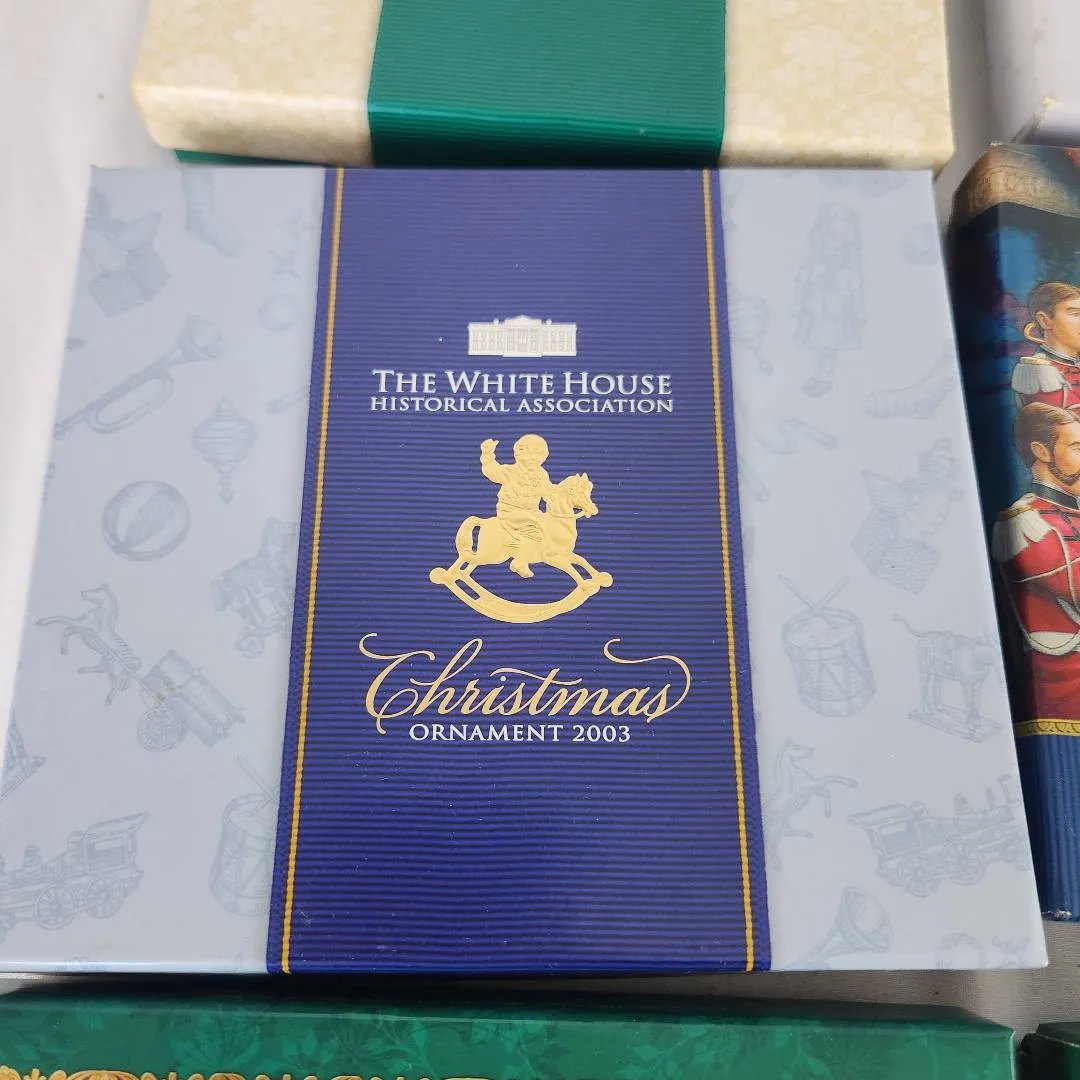 THE WHITE HOUSE
HISTORICAL ASSOCIATION
Christmas
ORNAMENT 2003